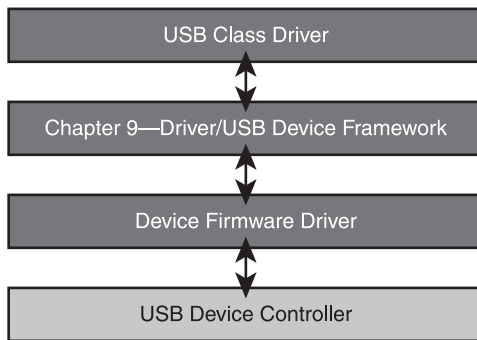 USB Class Driver
Chapter 9—Driver/USB Device Framework
Device Firmware Driver
USB Device Controller